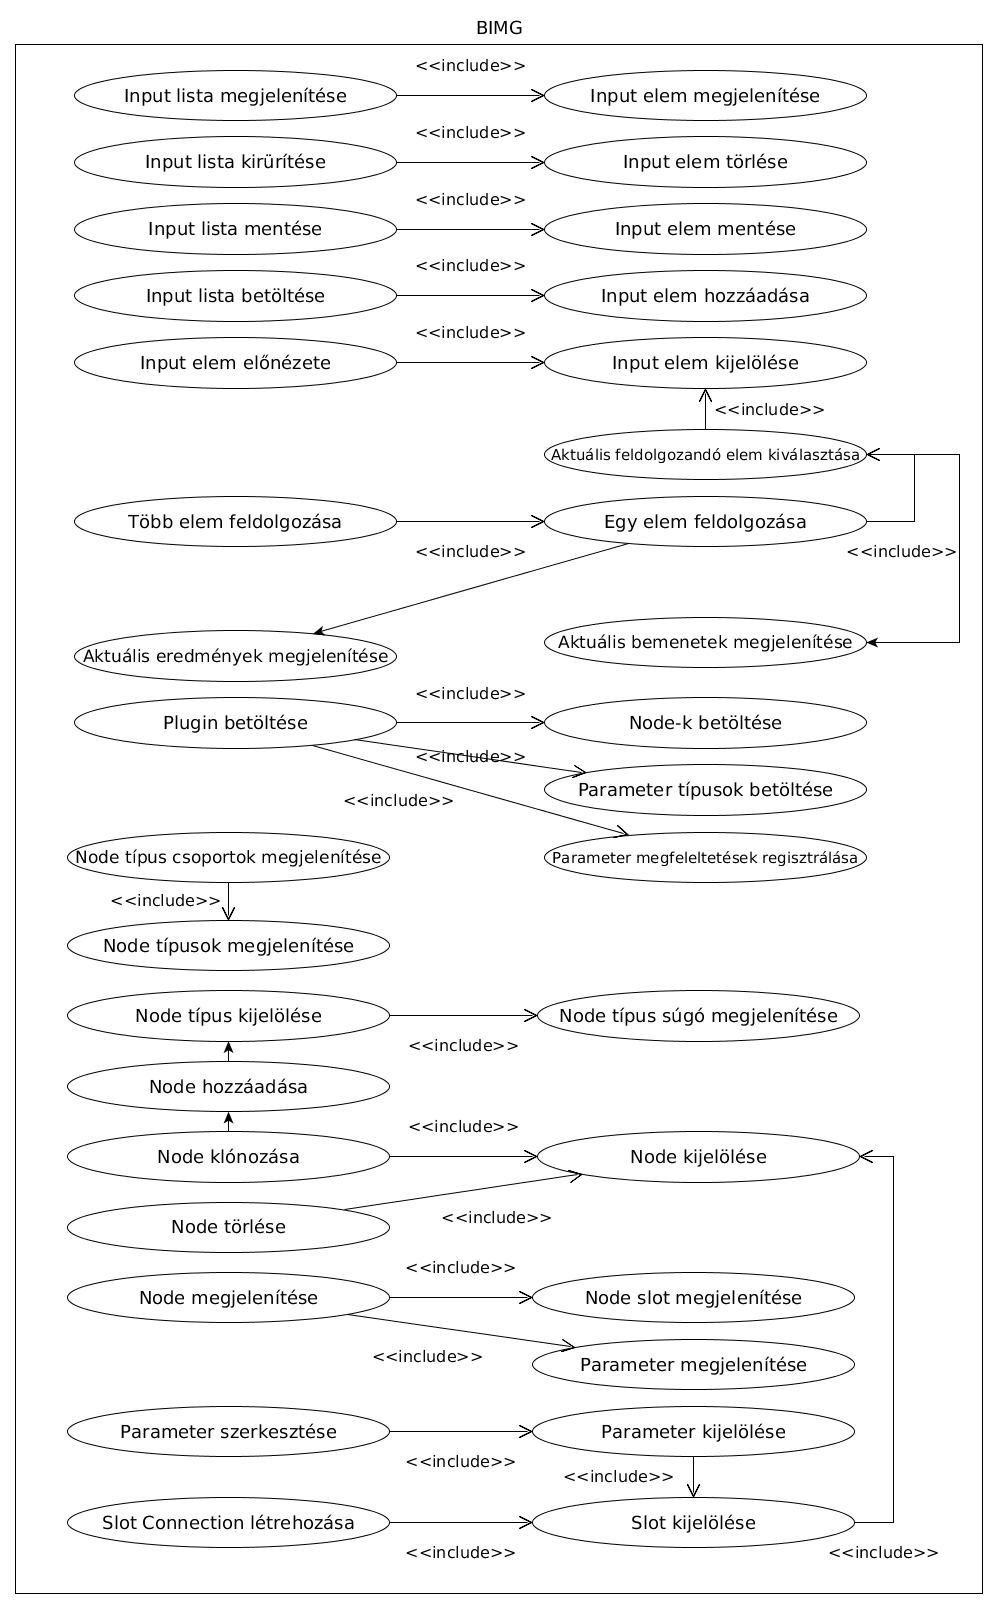 BIMG
<<include>>
Input lista megjelenítése
Input elem megjelenítése
<<include>>
Input lista kirürítése
Input elem törlése
<<include>>
Input lista mentése
Input elem mentése
<<include>>
Input lista betöltése
Input elem hozzáadása
<<include>>
Input elem előnézete
Input elem kijelölése
<<include>>
Aktuális feldolgozandó elem kiválasztása
Több elem feldolgozása
Egy elem feldolgozása
<<include>>
<<include>>
Aktuális bemenetek megjelenítése
Aktuális eredmények megjelenítése
<<include>>
Plugin betöltése
Node-k betöltése
<<include>>
Parameter típusok betöltése
<<include>>
Node típus csoportok megjelenítése
Parameter megfeleltetések regisztrálása
<<include>>
Node típusok megjelenítése
Node típus kijelölése
Node típus súgó megjelenítése
<<include>>
Node hozzáadása
<<include>>
Node klónozása
Node kijelölése
<<include>>
Node törlése
<<include>>
Node megjelenítése
Node slot megjelenítése
<<include>>
Parameter megjelenítése
Parameter szerkesztése
Parameter kijelölése
<<include>>
<<include>>
Slot Connection létrehozása
Slot kijelölése
<<include>>
<<include>>